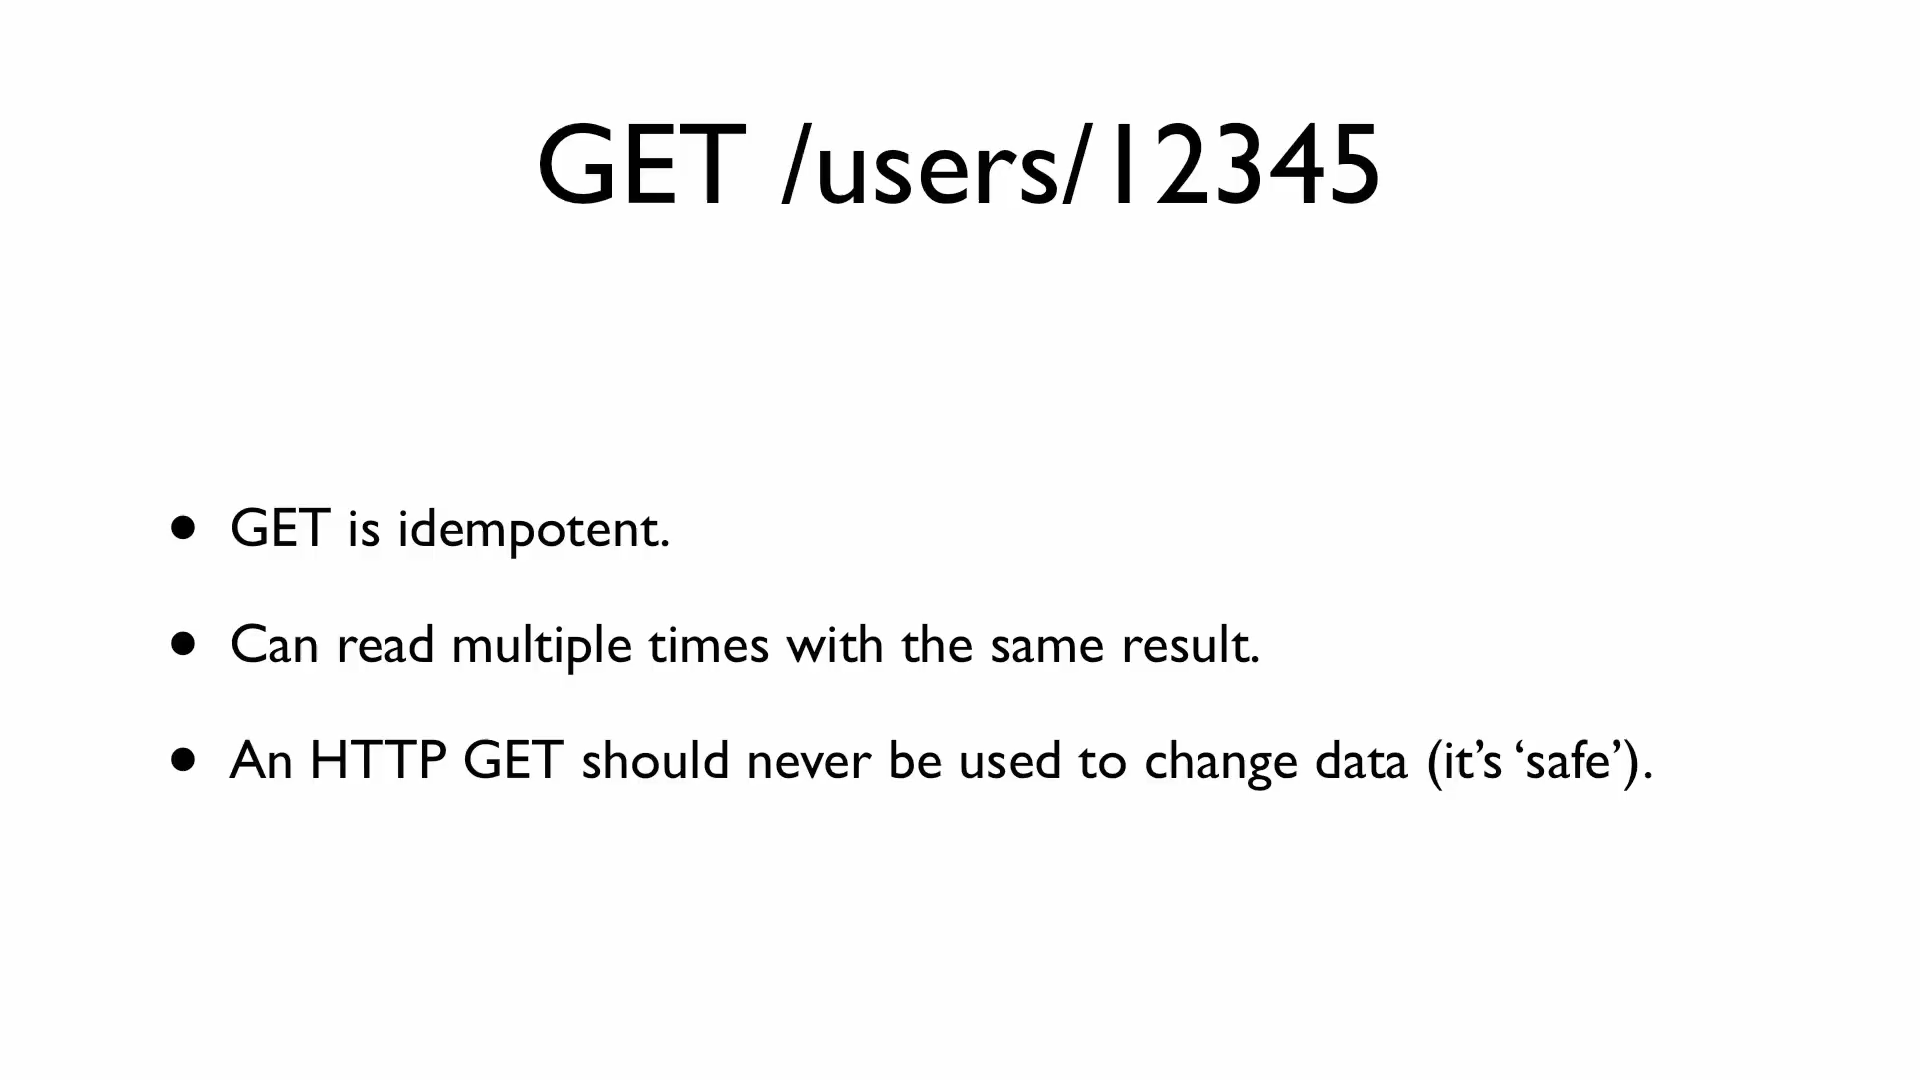 GET /users/12345
• GET is idempotent.
• Can read multiple times with the same result.
• An HTTP GET should never be used to change data (it’s ‘safe’).